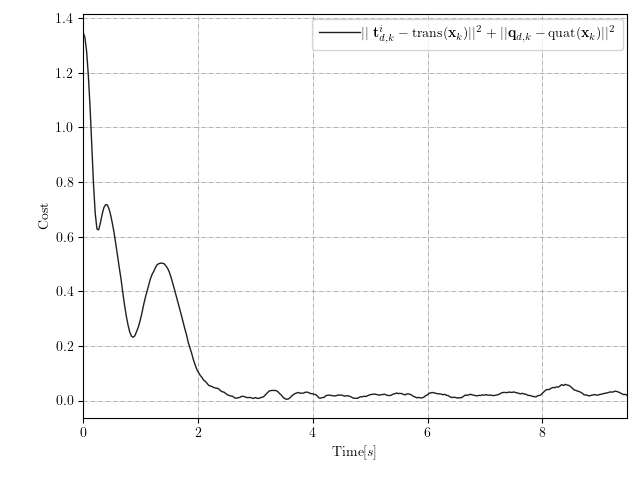 || t^i_{d,k} − trans(x_k)||² + ||q_{d,k} − quat(x_k)||²
1.4
1.2
1.0
0.8
0.6
0.4
0.2
0.0
Cost
0 2 4 6 8
Time[s]